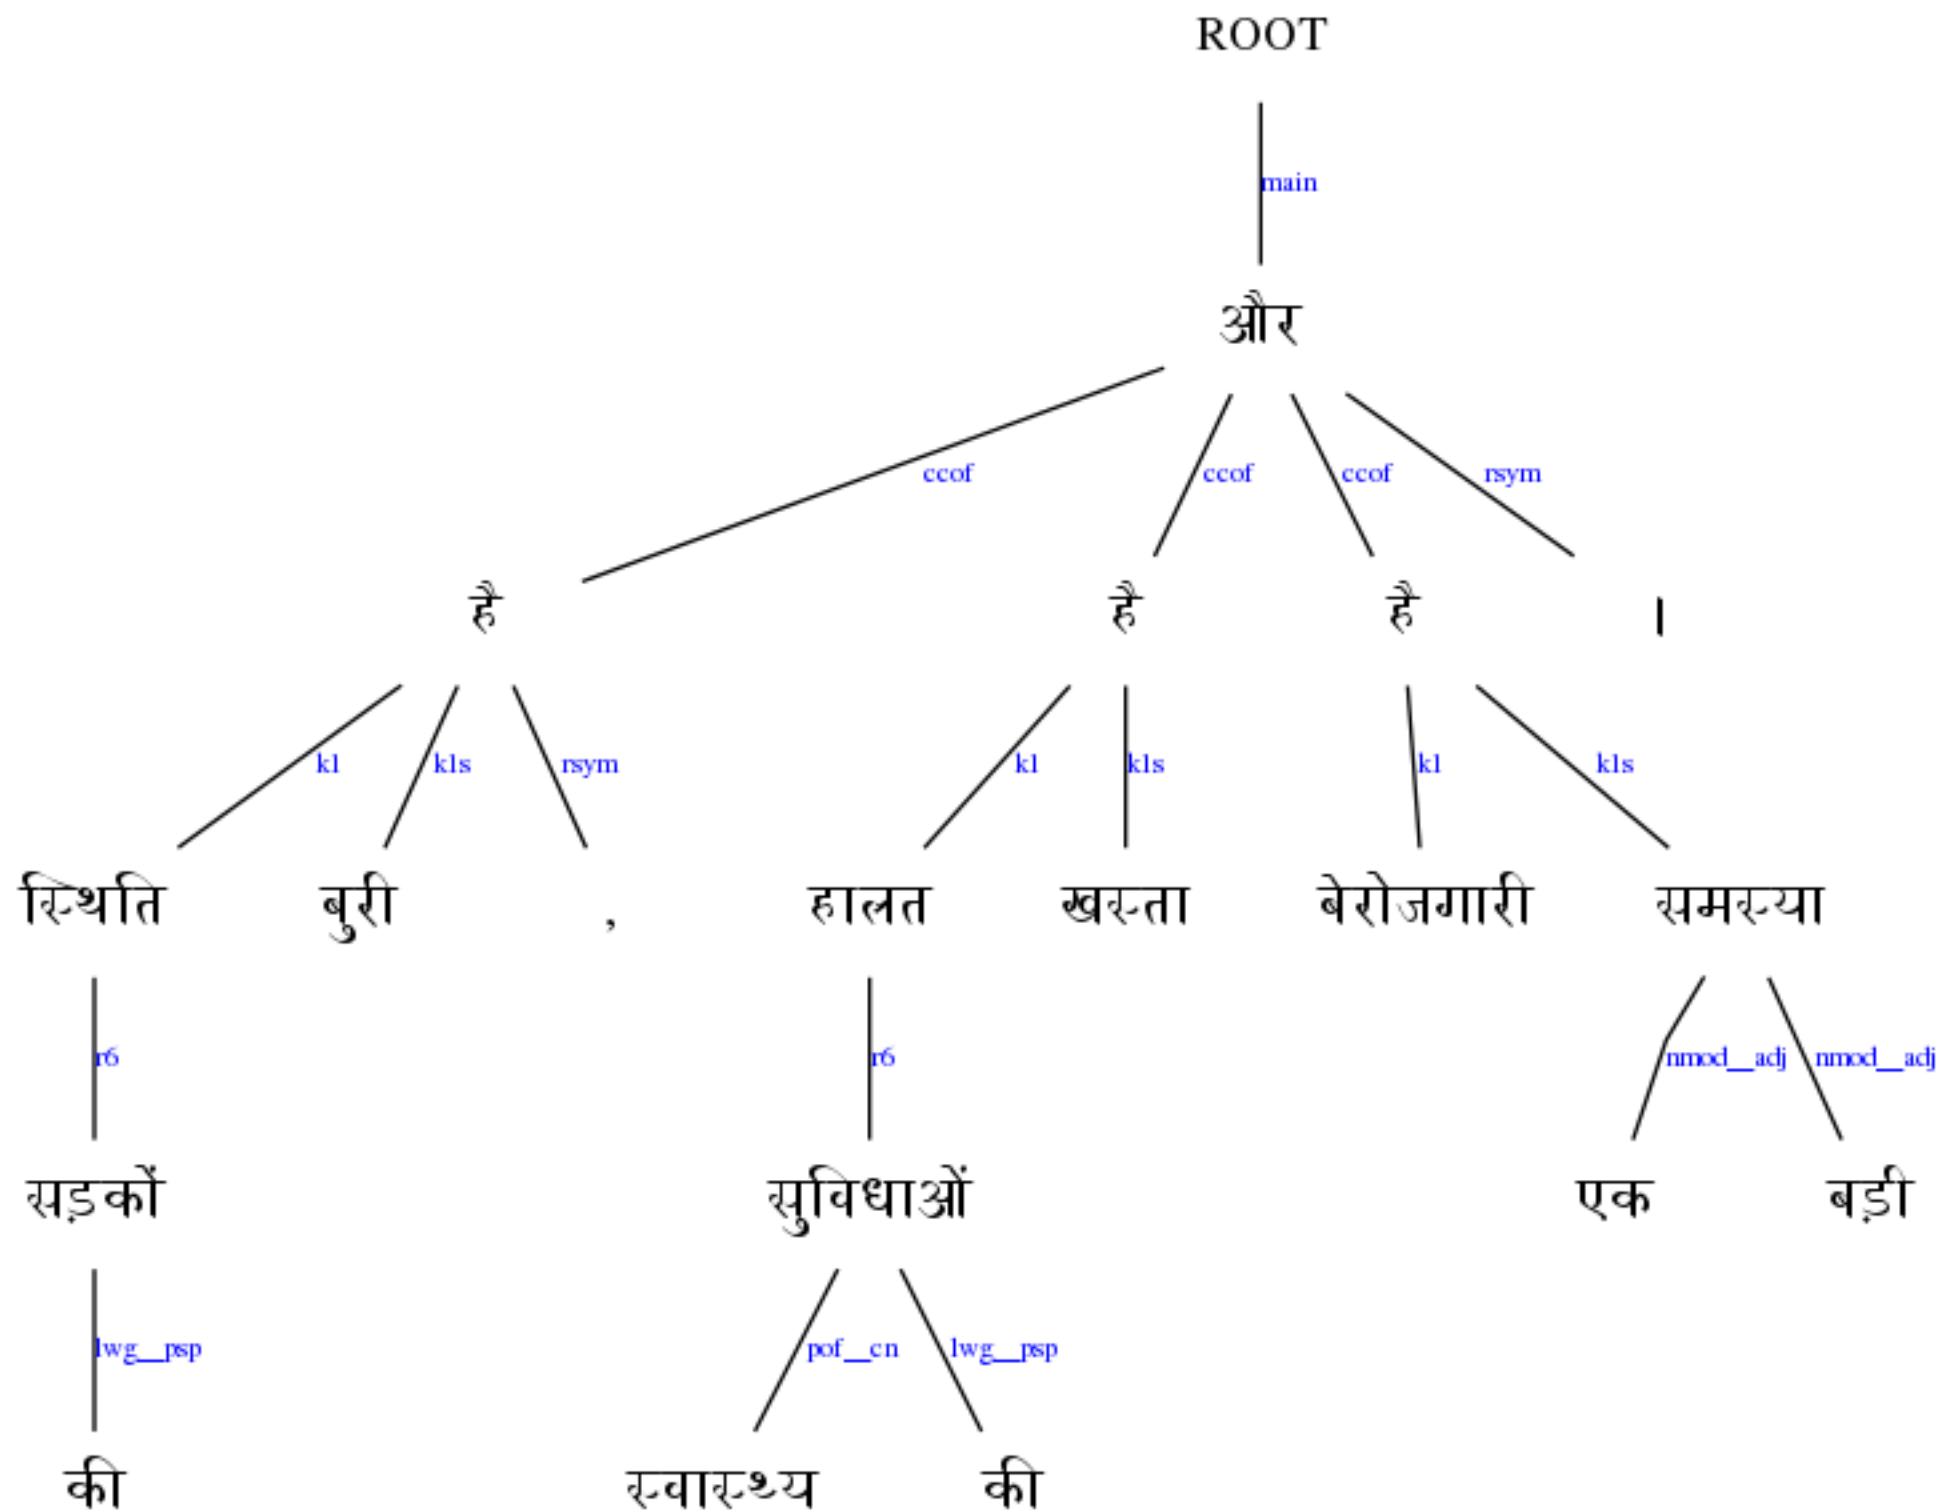 ROOT
main
और
ccof ccof ccof rsym
है है है ।
k1 k1s rsym k1 k1s k1 k1s
स्थिति बुरी , हालत खस्ता बेरोजगारी समस्या
r6 r6 nmod__adj nmod__adj
सड़कों सुविधाओं एक बड़ी
lwg__psp pof__cn lwg__psp
की स्वास्थ्य की